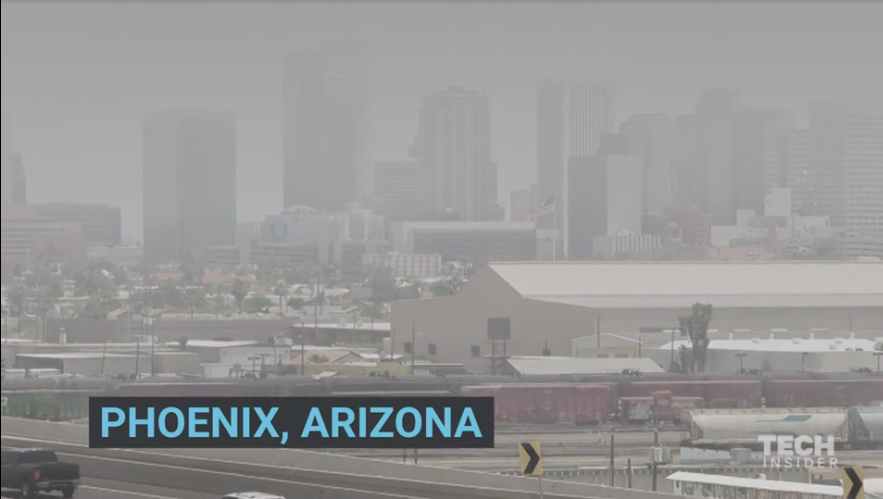 PHOENIX, ARIZONA
TECH
INSIDER